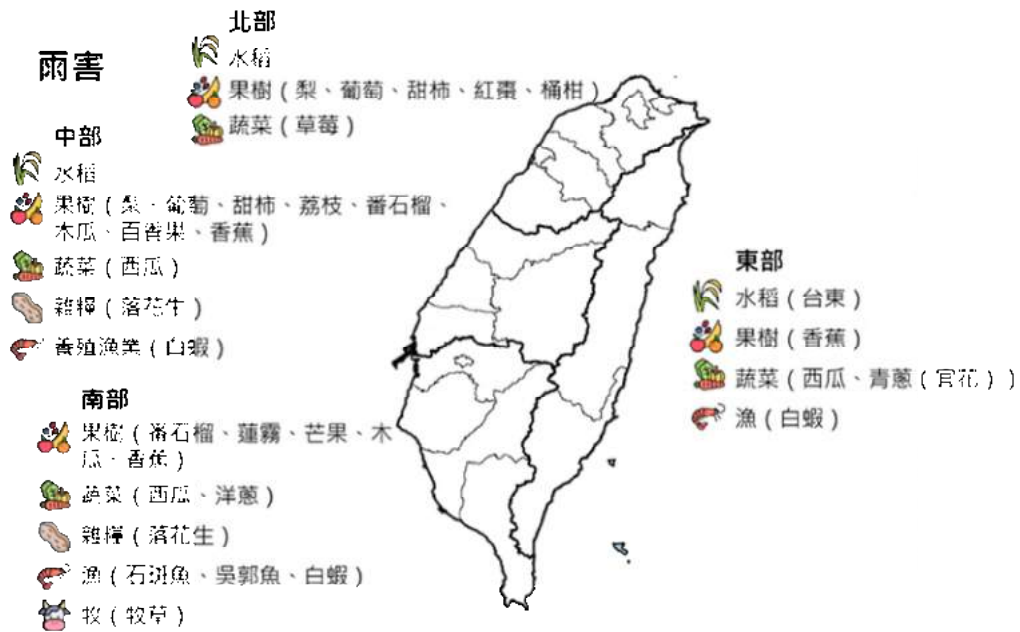 雨害
北部
水稻
果樹（梨、葡萄、甜柿、紅棗、桶柑）
蔬菜（草莓）
中部
水稻
果樹（梨、葡萄、甜柿、荔枝、番石榴、
木瓜、百香果、香蕉）
蔬菜（西瓜）
雜糧（落花生）
養殖漁業（白蝦）
南部
果樹（番石榴、蓮霧、芒果、木
瓜、香蕉）
蔬菜（西瓜、洋蔥）
雜糧（落花生）
漁（石斑魚、吳郭魚、白蝦）
牧（牧草）
東部
水稻（台東）
果樹（香蕉）
蔬菜（西瓜、青蔥（宜花））
漁（白蝦）